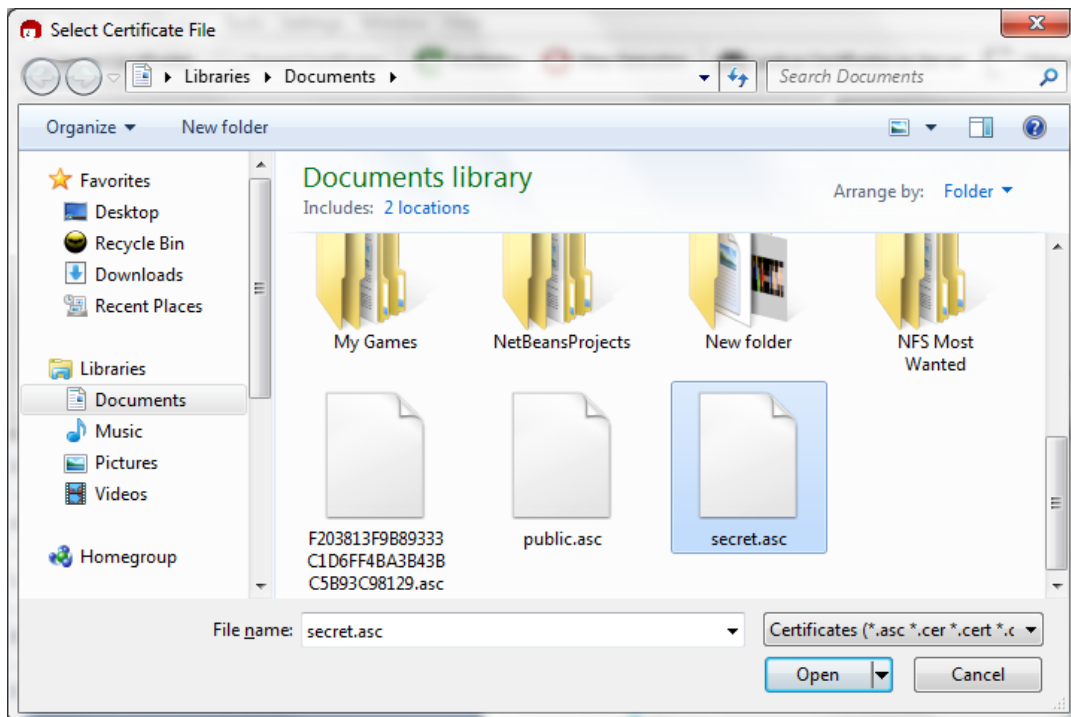 Select Certificate File
Libraries Documents
Search Documents
Organize New folder
Favorites
Desktop
Recycle Bin
Downloads
Recent Places
Libraries
Documents
Music
Pictures
Videos
Homegroup
Documents library
Includes: 2 locations
Arrange by: Folder
My Games
NetBeansProjects
New folder
NFS Most
Wanted
F203813F9B89333
C1D6FF4BA3B43B
C5B93C98129.asc
public.asc
secret.asc
File name: secret.asc
Certificates (*.asc *.cer *.cert *.c
Open Cancel